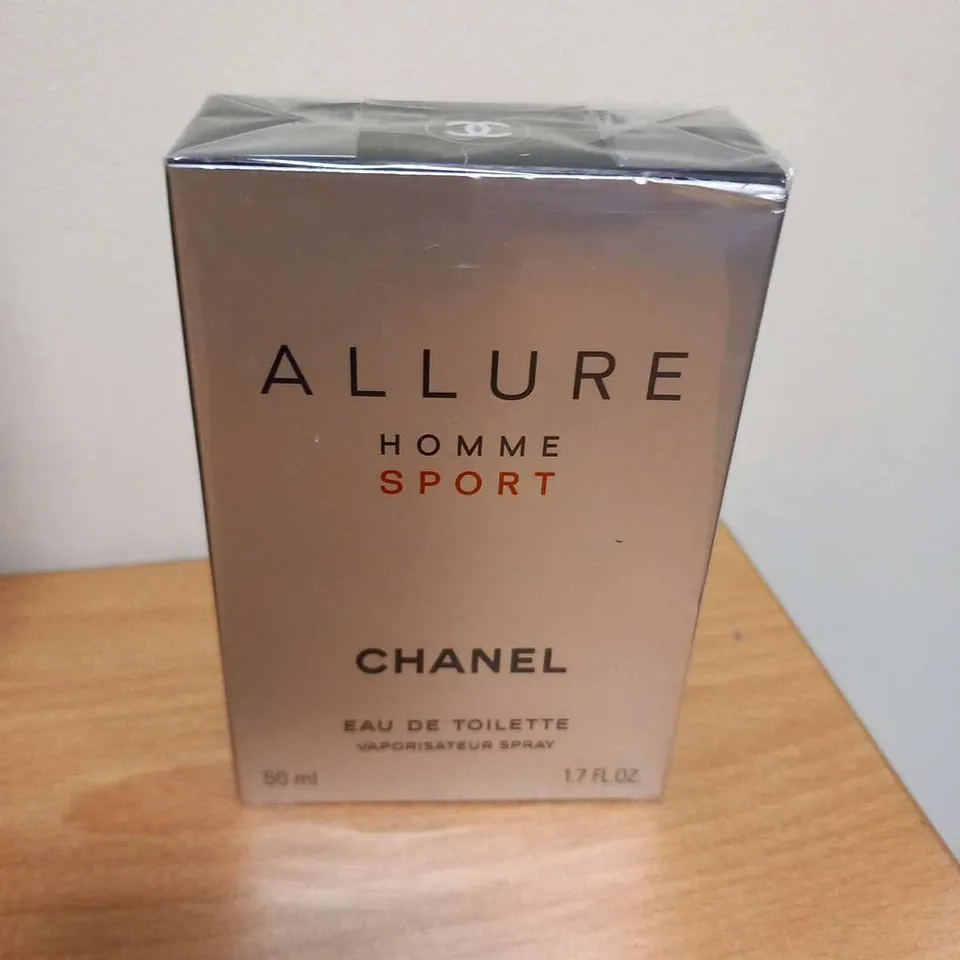 ALLURE
HOMME
SPORT
CHANEL
EAU DE TOILETTE
VAPORISATEUR SPRAY
50 ml 1.7 FL.OZ.